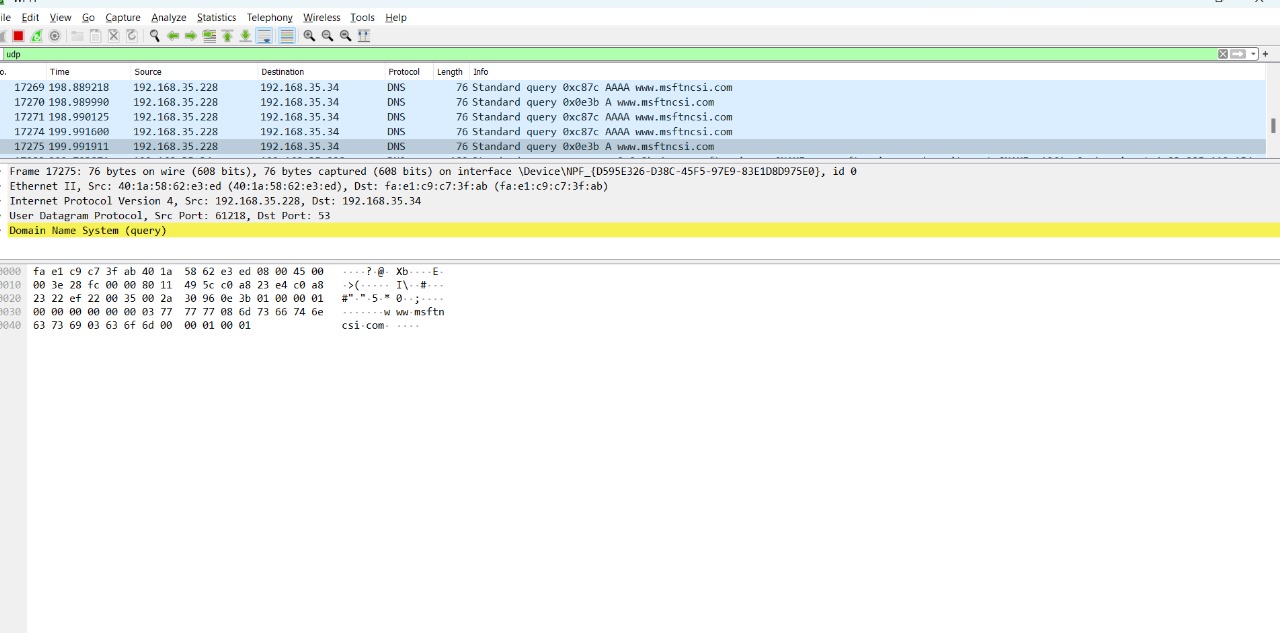 ile Edit View Go Capture Analyze Statistics Telephony Wireless Tools Help
udp
o. Time Source Destination Protocol Length Info
17269 198.889218 192.168.35.228 192.168.35.34 DNS 76 Standard query 0xc87c AAAA www.msftncsi.com
17270 198.989990 192.168.35.228 192.168.35.34 DNS 76 Standard query 0x0e3b A www.msftncsi.com
17271 198.990125 192.168.35.228 192.168.35.34 DNS 76 Standard query 0xc87c AAAA www.msftncsi.com
17274 199.991600 192.168.35.228 192.168.35.34 DNS 76 Standard query 0xc87c AAAA www.msftncsi.com
17275 199.991911 192.168.35.228 192.168.35.34 DNS 76 Standard query 0x0e3b A www.msftncsi.com
Frame 17275: 76 bytes on wire (608 bits), 76 bytes captured (608 bits) on interface \Device\NPF_{D595E326-D38C-45F5-97E9-83E1D8D975E0}, id 0
Ethernet II, Src: 40:1a:58:62:e3:ed (40:1a:58:62:e3:ed), Dst: fa:e1:c9:c7:3f:ab (fa:e1:c9:c7:3f:ab)
Internet Protocol Version 4, Src: 192.168.35.228, Dst: 192.168.35.34
User Datagram Protocol, Src Port: 61218, Dst Port: 53
Domain Name System (query)
0000 fa e1 c9 c7 3f ab 40 1a 58 62 e3 ed 08 00 45 00 ····?·@· Xb····E·
0010 00 3e 28 fc 00 00 80 11 49 5c c0 a8 23 e4 c0 a8 ·>(····· I\··#···
0020 23 22 ef 22 00 35 00 2a 30 96 0e 3b 01 00 00 01 #"·"·5·* 0··;····
0030 00 00 00 00 00 00 03 77 77 77 08 6d 73 66 74 6e ·······w ww·msftn
0040 63 73 69 03 63 6f 6d 00 00 01 00 01 csi·com· ····